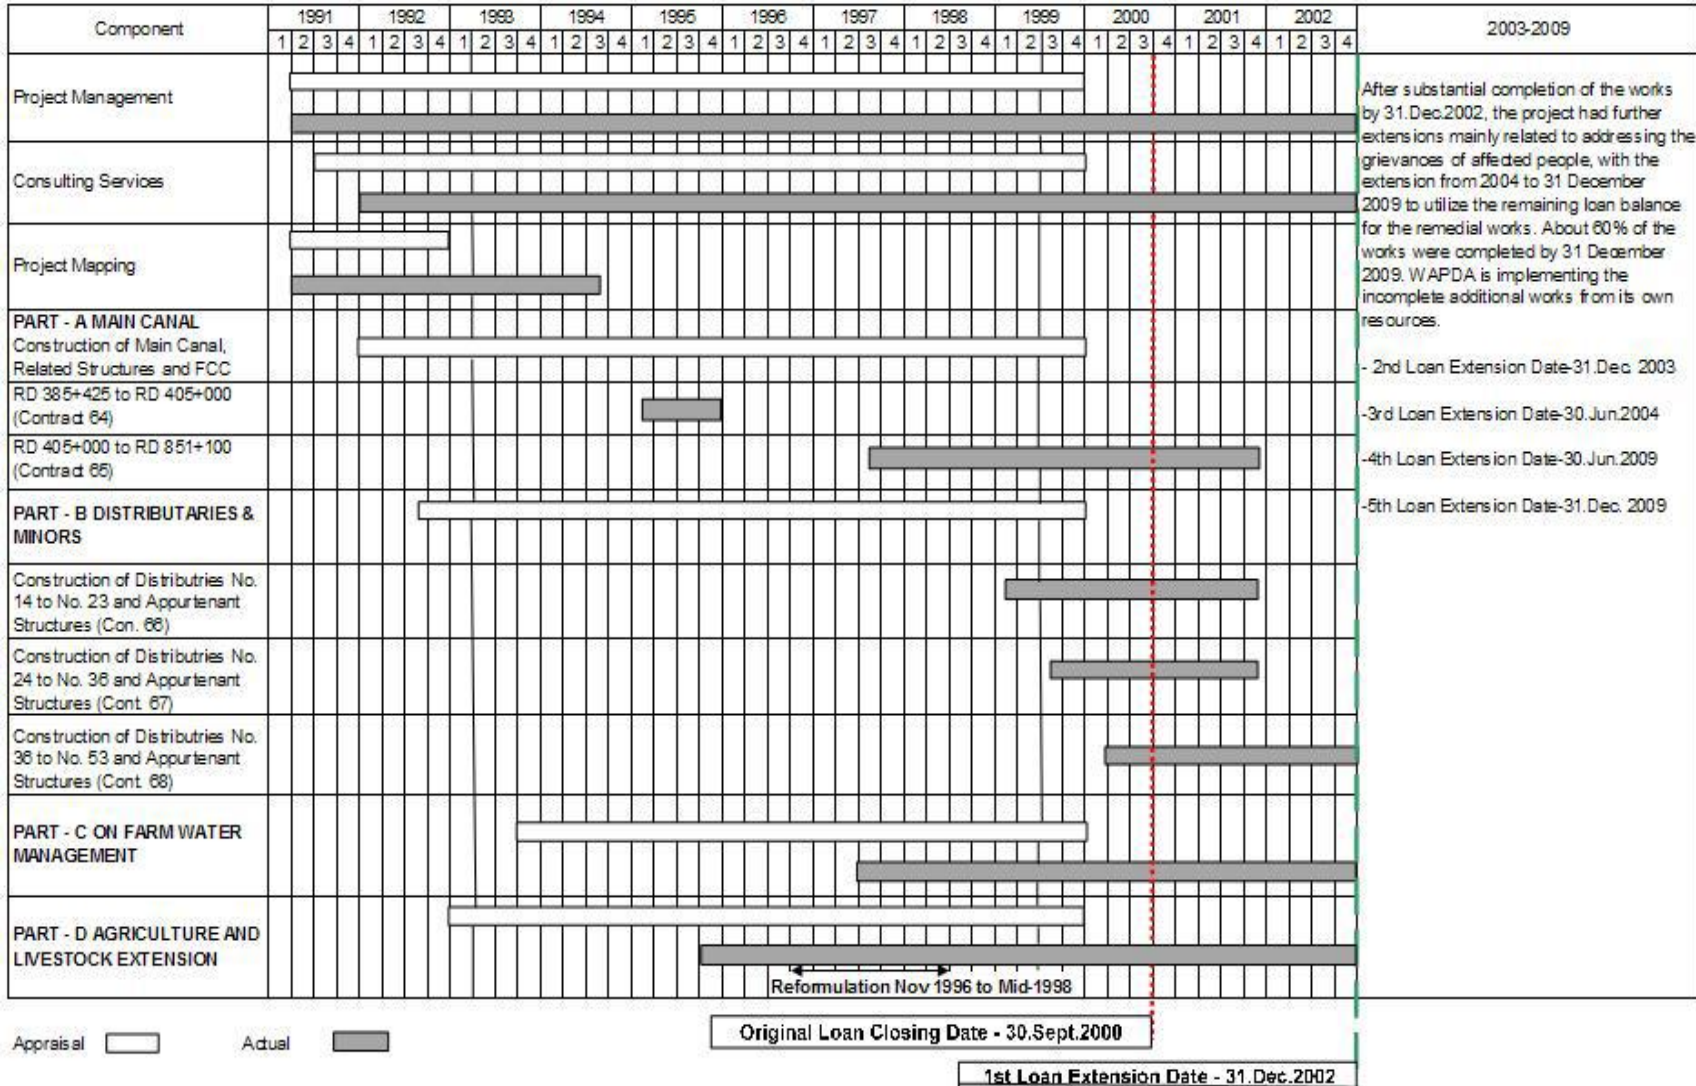 Component
1991 1992 1993 1994 1995 1996 1997 1998 1999 2000 2001 2002
2003-2009
1 2 3 4 1 2 3 4 1 2 3 4 1 2 3 4 1 2 3 4 1 2 3 4 1 2 3 4 1 2 3 4 1 2 3 4 1 2 3 4 1 2 3 4 1 2 3 4
Project Management
Consulting Services
Project Mapping
PART - A MAIN CANAL
Construction of Main Canal,
Related Structures and FCC
RD 385+425 to RD 405+000
(Contract 64)
RD 405+000 to RD 851+100
(Contract 65)
PART - B DISTRIBUTARIES &
MINORS
Construction of Distributries No.
14 to No. 23 and Appurtenant
Structures (Con. 66)
Construction of Distributries No.
24 to No. 36 and Appurtenant
Structures (Cont. 67)
Construction of Distributries No.
36 to No. 53 and Appurtenant
Structures (Cont. 68)
PART - C ON FARM WATER
MANAGEMENT
PART - D AGRICULTURE AND
LIVESTOCK EXTENSION
After substantial completion of the works
by 31.Dec.2002, the project had further
extensions mainly related to addressing the
grievances of affected people, with the
extension from 2004 to 31 December
2009 to utilize the remaining loan balance
for the remedial works. About 60% of the
works were completed by 31 December
2009. WAPDA is implementing the
incomplete additional works from its own
resources.
- 2nd Loan Extension Date-31.Dec. 2003
-3rd Loan Extension Date-30.Jun.2004
-4th Loan Extension Date-30.Jun.2009
-5th Loan Extension Date-31.Dec. 2009
Reformulation Nov 1996 to Mid-1998
Appraisal
Actual
Original Loan Closing Date - 30.Sept.2000
1st Loan Extension Date - 31.Dec.2002